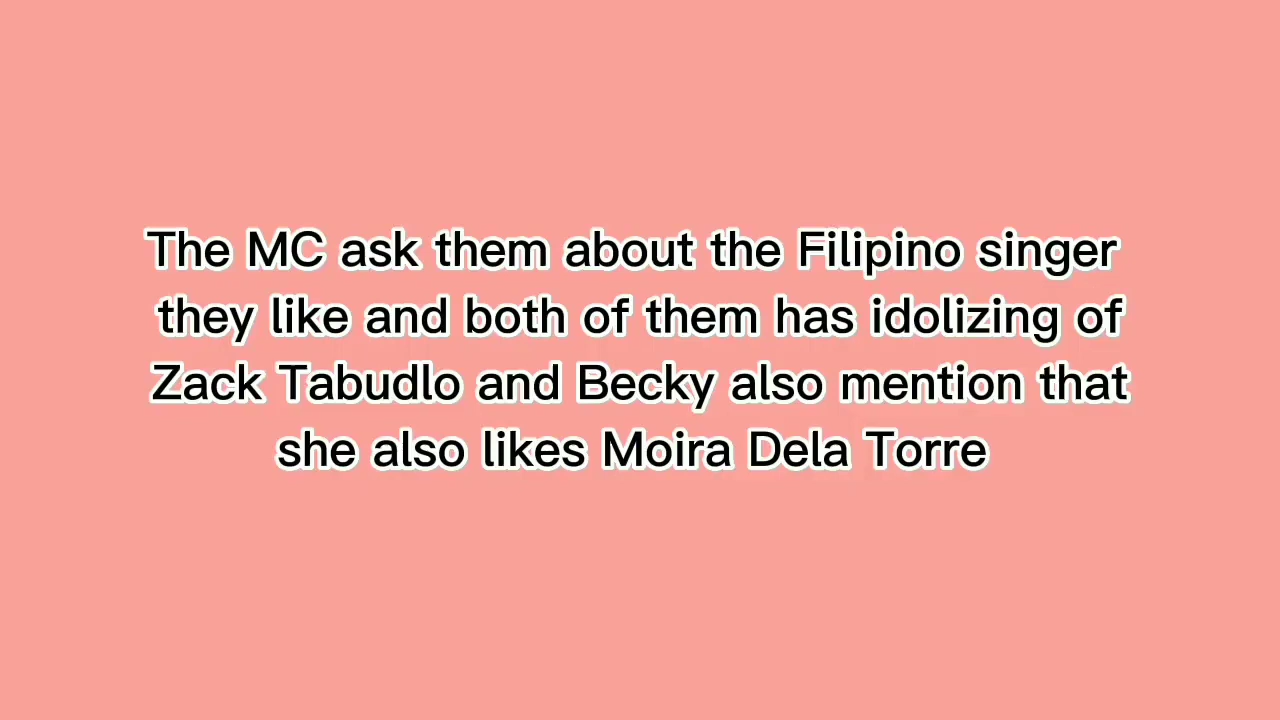 The MC ask them about the Filipino singer
they like and both of them has idolizing of
Zack Tabudlo and Becky also mention that
she also likes Moira Dela Torre